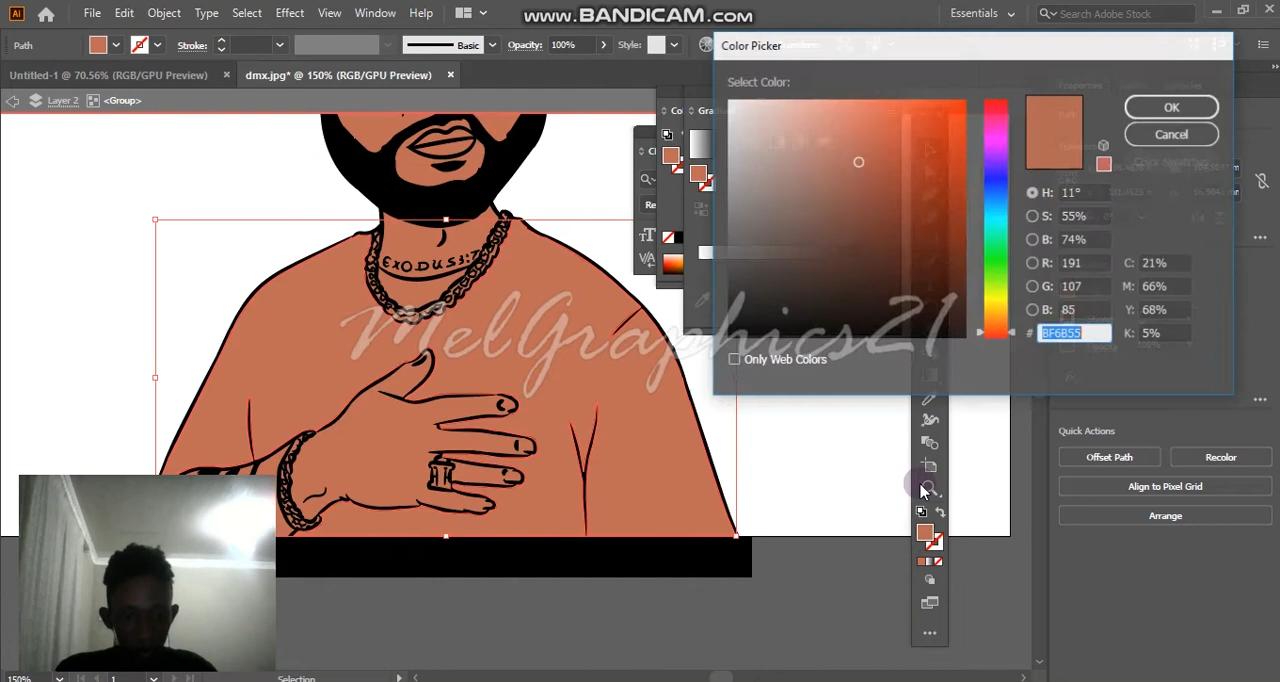 www.BANDICAM.com
File Edit Object Type Select Effect View Window Help
Essentials
Search Adobe Stock
Path
Stroke:
Basic
Opacity: 100%
Style:
Untitled-1 @ 70.56% (RGB/GPU Preview) × dmx.jpg* @ 150% (RGB/GPU Preview) ×
Layer 2 <Group>
Color Picker
Select Color:
OK
Cancel
H: 11°
S: 55%
B: 74%
R: 191
G: 107
B: 85
C: 21%
M: 66%
Y: 68%
K: 5%
# BF6B55
Only Web Colors
EXODUS3:7
MelGraphics21
Quick Actions
Offset Path
Recolor
Align to Pixel Grid
Arrange
150%
1
Selection